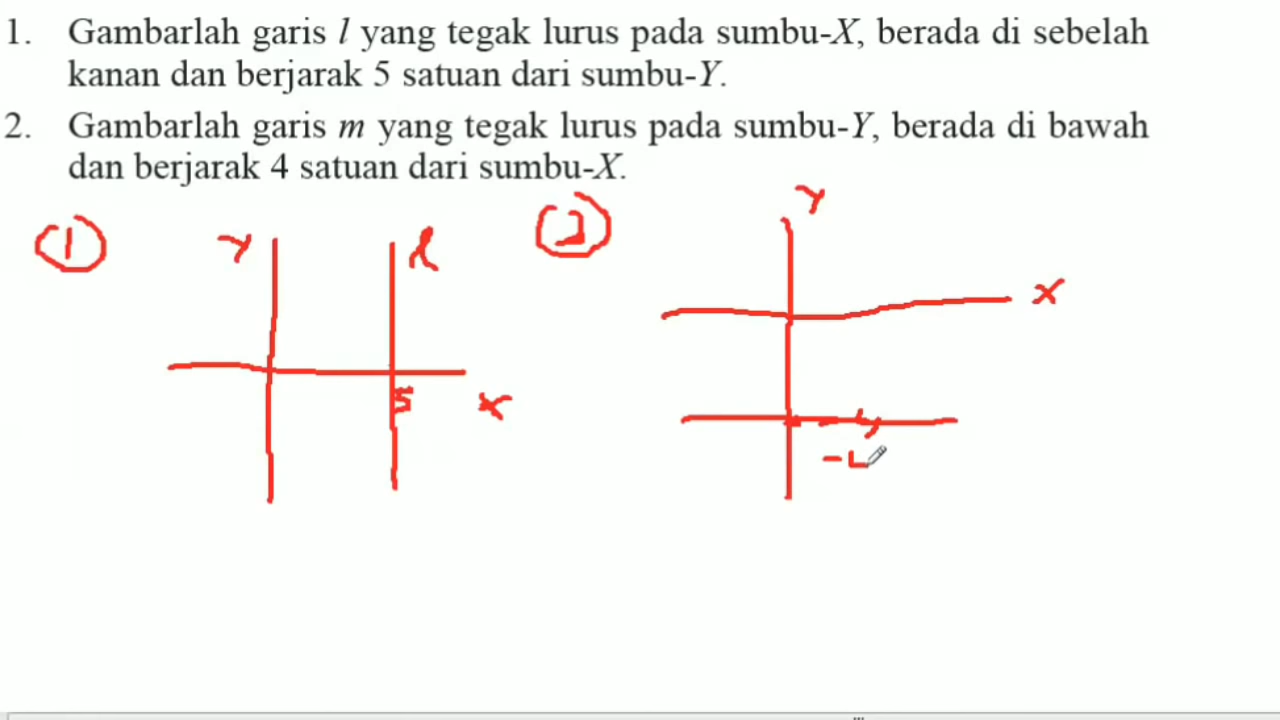 1. Gambarlah garis l yang tegak lurus pada sumbu-X, berada di sebelah
kanan dan berjarak 5 satuan dari sumbu-Y.
2. Gambarlah garis m yang tegak lurus pada sumbu-Y, berada di bawah
dan berjarak 4 satuan dari sumbu-X.
1
Y
l
5
X
2
Y
X